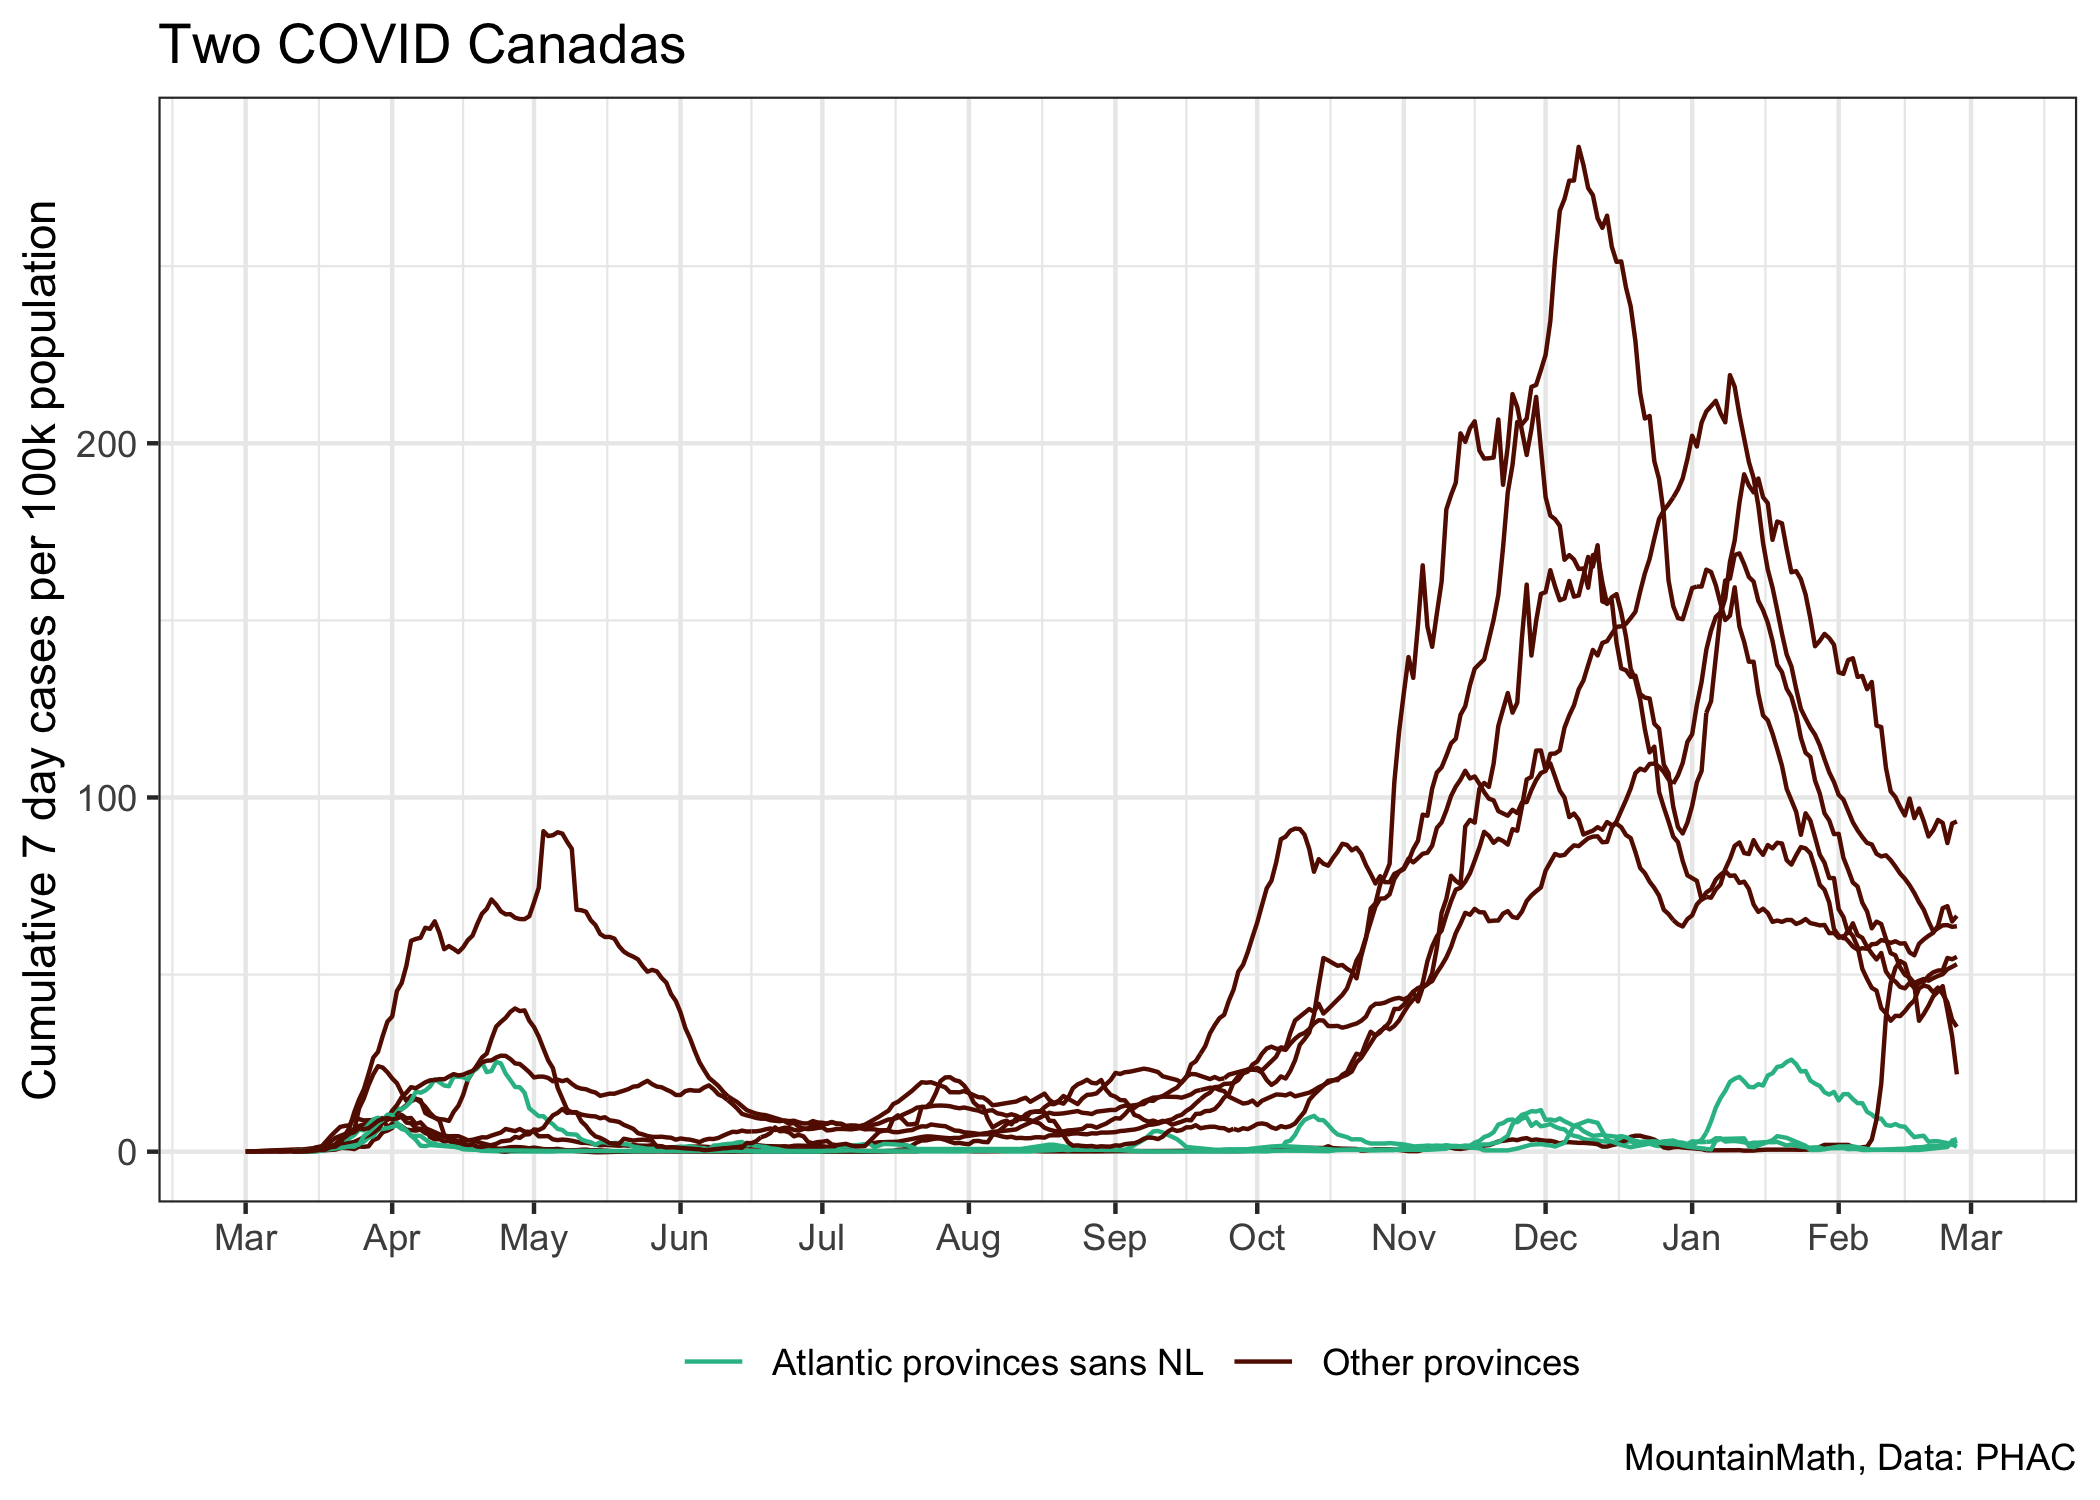 Two COVID Canadas
Cumulative 7 day cases per 100k population
200
100
0
Mar Apr May Jun Jul Aug Sep Oct Nov Dec Jan Feb Mar
Atlantic provinces sans NL Other provinces
MountainMath, Data: PHAC